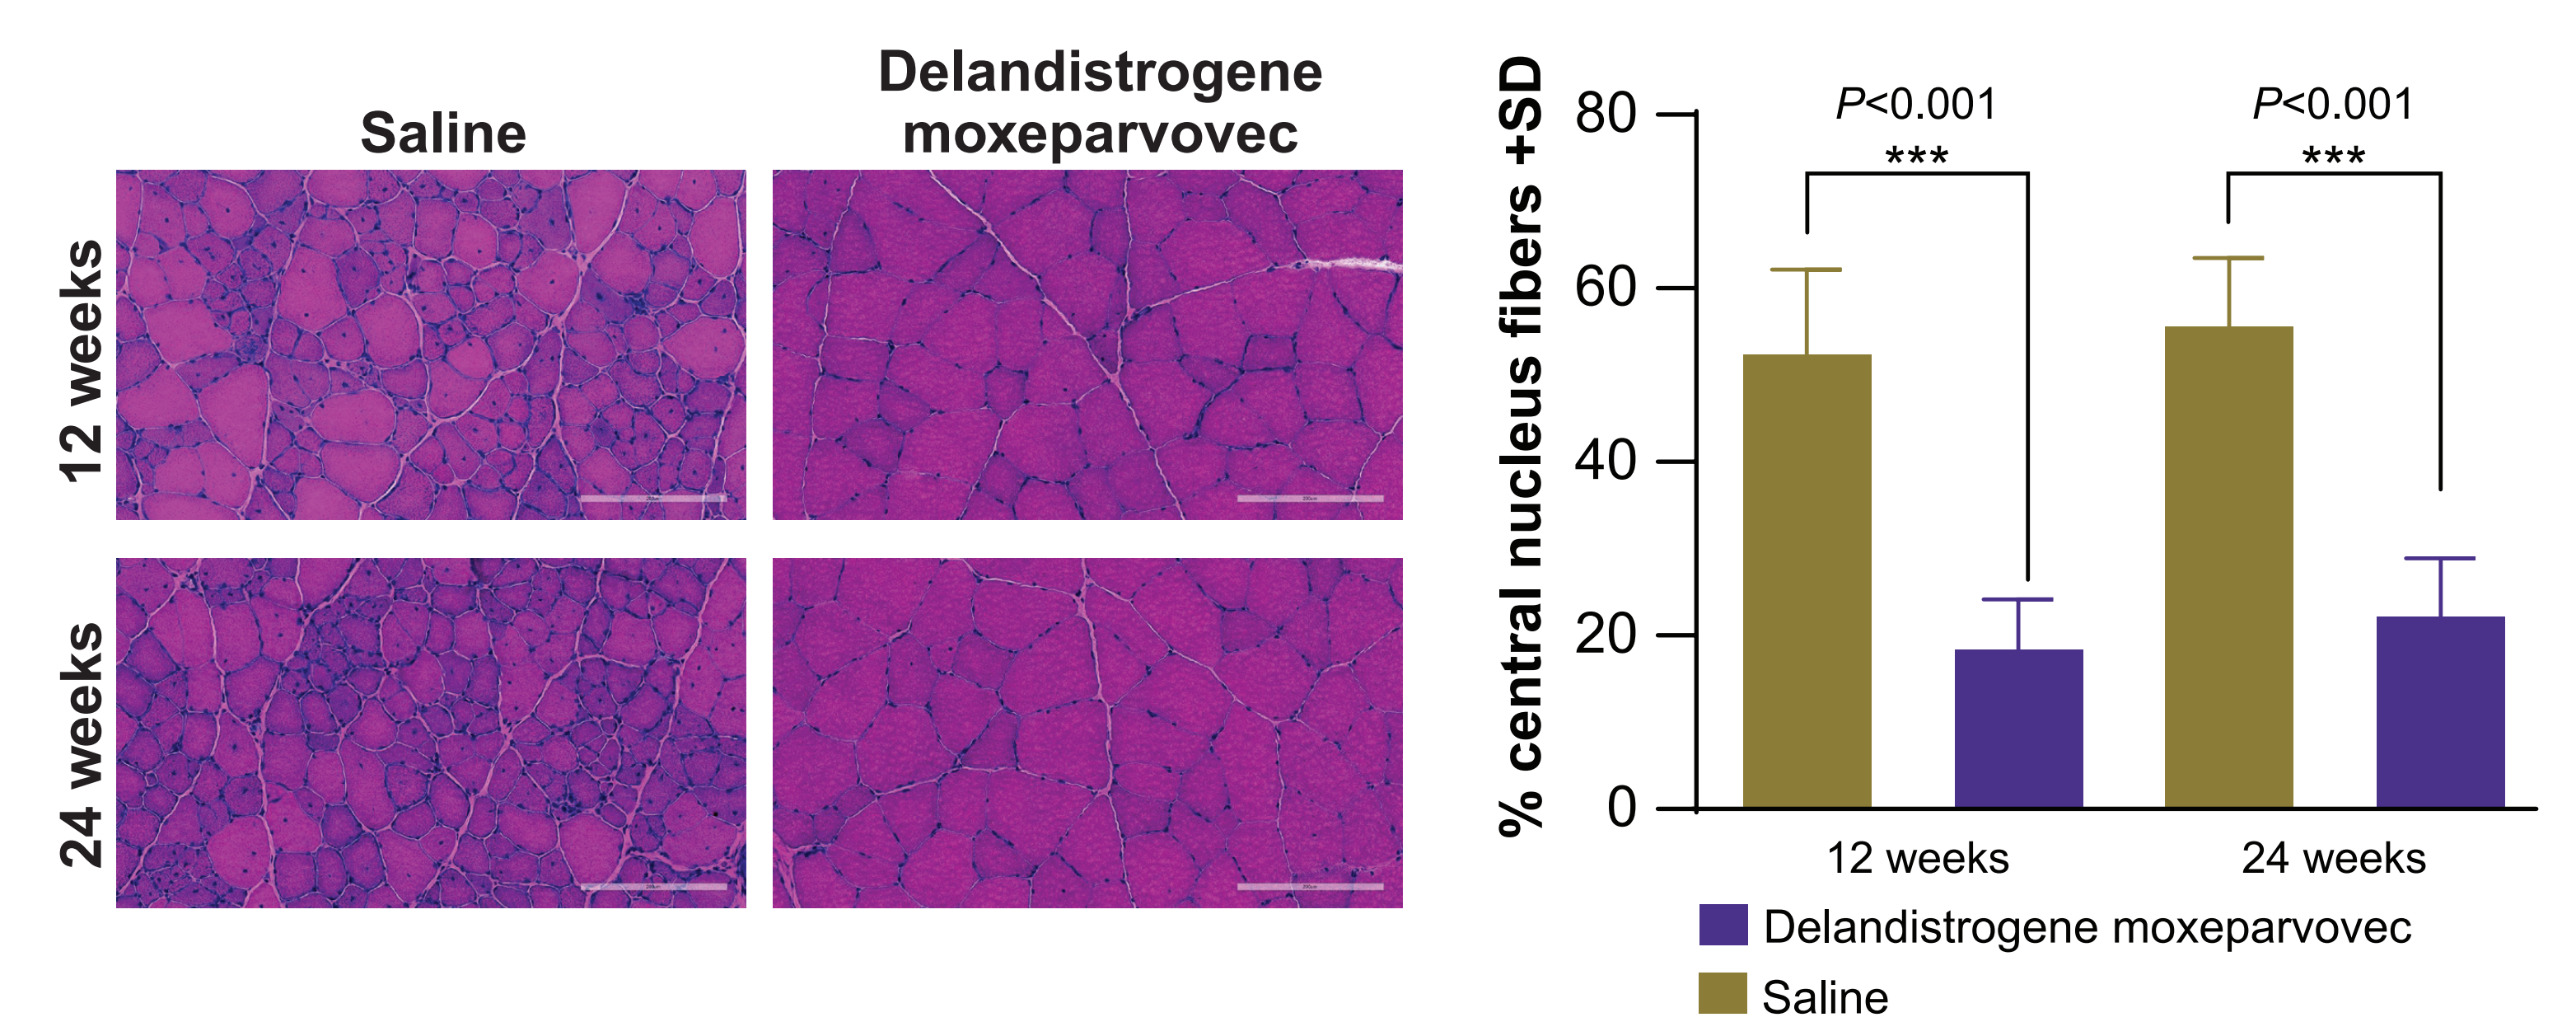 Saline
Delandistrogene
moxeparvovec
12 weeks
24 weeks
% central nucleus fibers +SD
80
60
40
20
0
P<0.001
***
P<0.001
***
12 weeks
24 weeks
Delandistrogene moxeparvovec
Saline